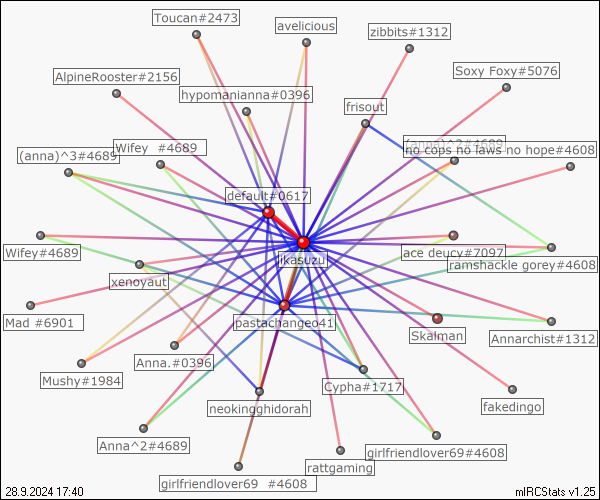 Toucan#2473
avelicious
zibbits#1312
AlpineRooster#2156
Soxy Foxy#5076
hypomanianna#0396
frisout
(anna)^3#4689
Wifey #4689
(anna)^2#4689
no cops no laws no hope#4608
default#0617
Wifey#4689
ikasuzu
ace deucy#7097
ramshackle gorey#4608
xenoyaut
Mad #6901
pastachangeo41
Skalman
Annarchist#1312
Anna.#0396
Mushy#1984
Cypha#1717
neokingghidorah
fakedingo
Anna^2#4689
girlfriendlover69#4608
rattgaming
girlfriendlover69 #4608
28.9.2024 17:40
mIRCStats v1.25